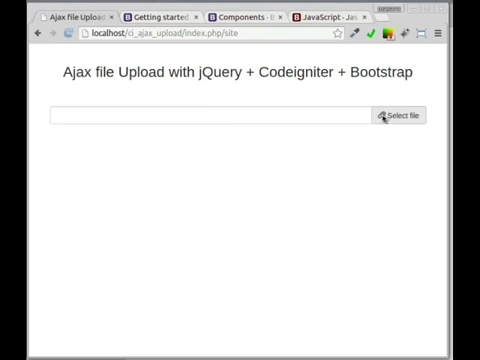 Ajax file Upload
Getting started
Components - B
JavaScript - Jas
localhost/ci_ajax_upload/index.php/site
Ajax file Upload with jQuery + Codeigniter + Bootstrap
Select file